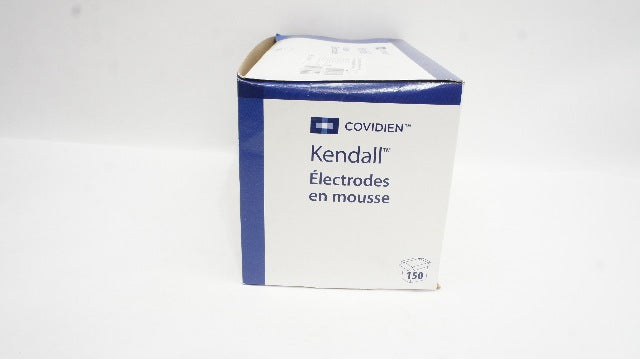 COVIDIEN™
Kendall™
Électrodes
en mousse
150